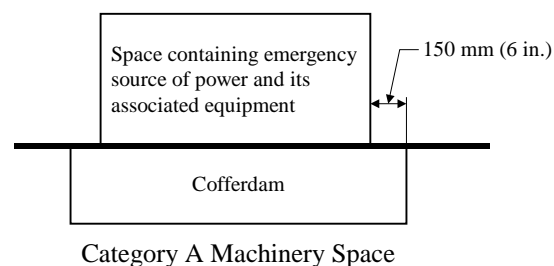 Space containing emergency
source of power and its
associated equipment
150 mm (6 in.)
Cofferdam
Category A Machinery Space